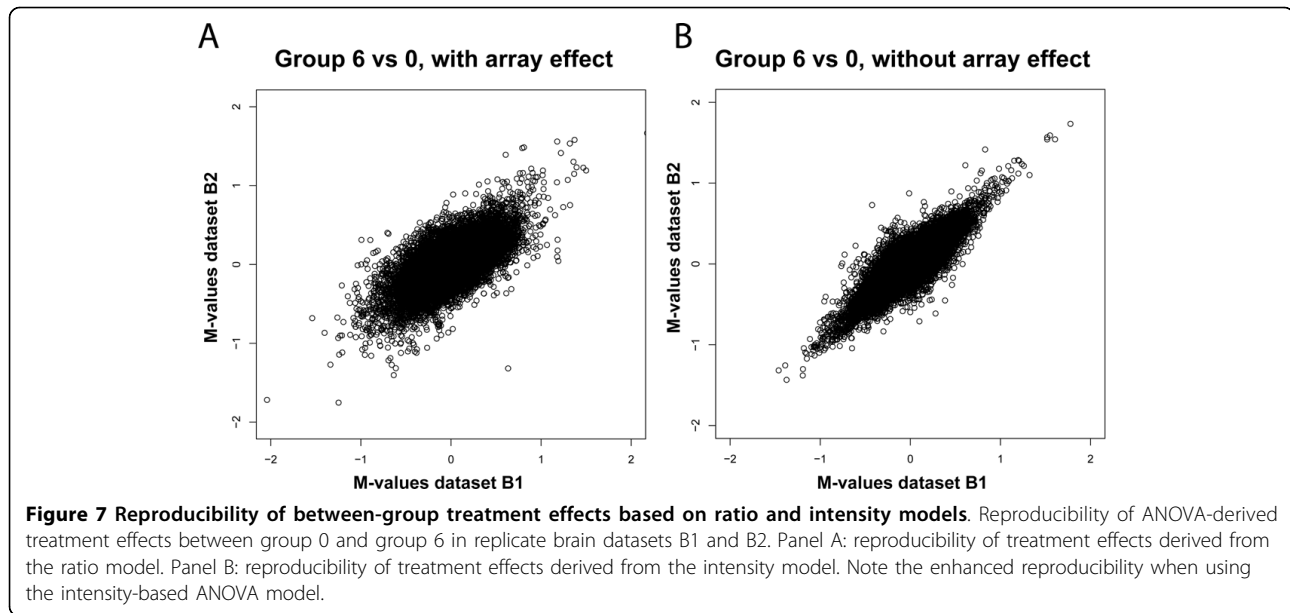 A
Group 6 vs 0, with array effect
2
1
0
−1
−2
M-values dataset B2
−2
−1
0
1
2
M-values dataset B1
B
Group 6 vs 0, without array effect
2
1
0
−1
−2
M-values dataset B2
−2
−1
0
1
2
M-values dataset B1
Figure 7 Reproducibility of between-group treatment effects based on ratio and intensity models. Reproducibility of ANOVA-derived
treatment effects between group 0 and group 6 in replicate brain datasets B1 and B2. Panel A: reproducibility of treatment effects derived from
the ratio model. Panel B: reproducibility of treatment effects derived from the intensity model. Note the enhanced reproducibility when using
the intensity-based ANOVA model.